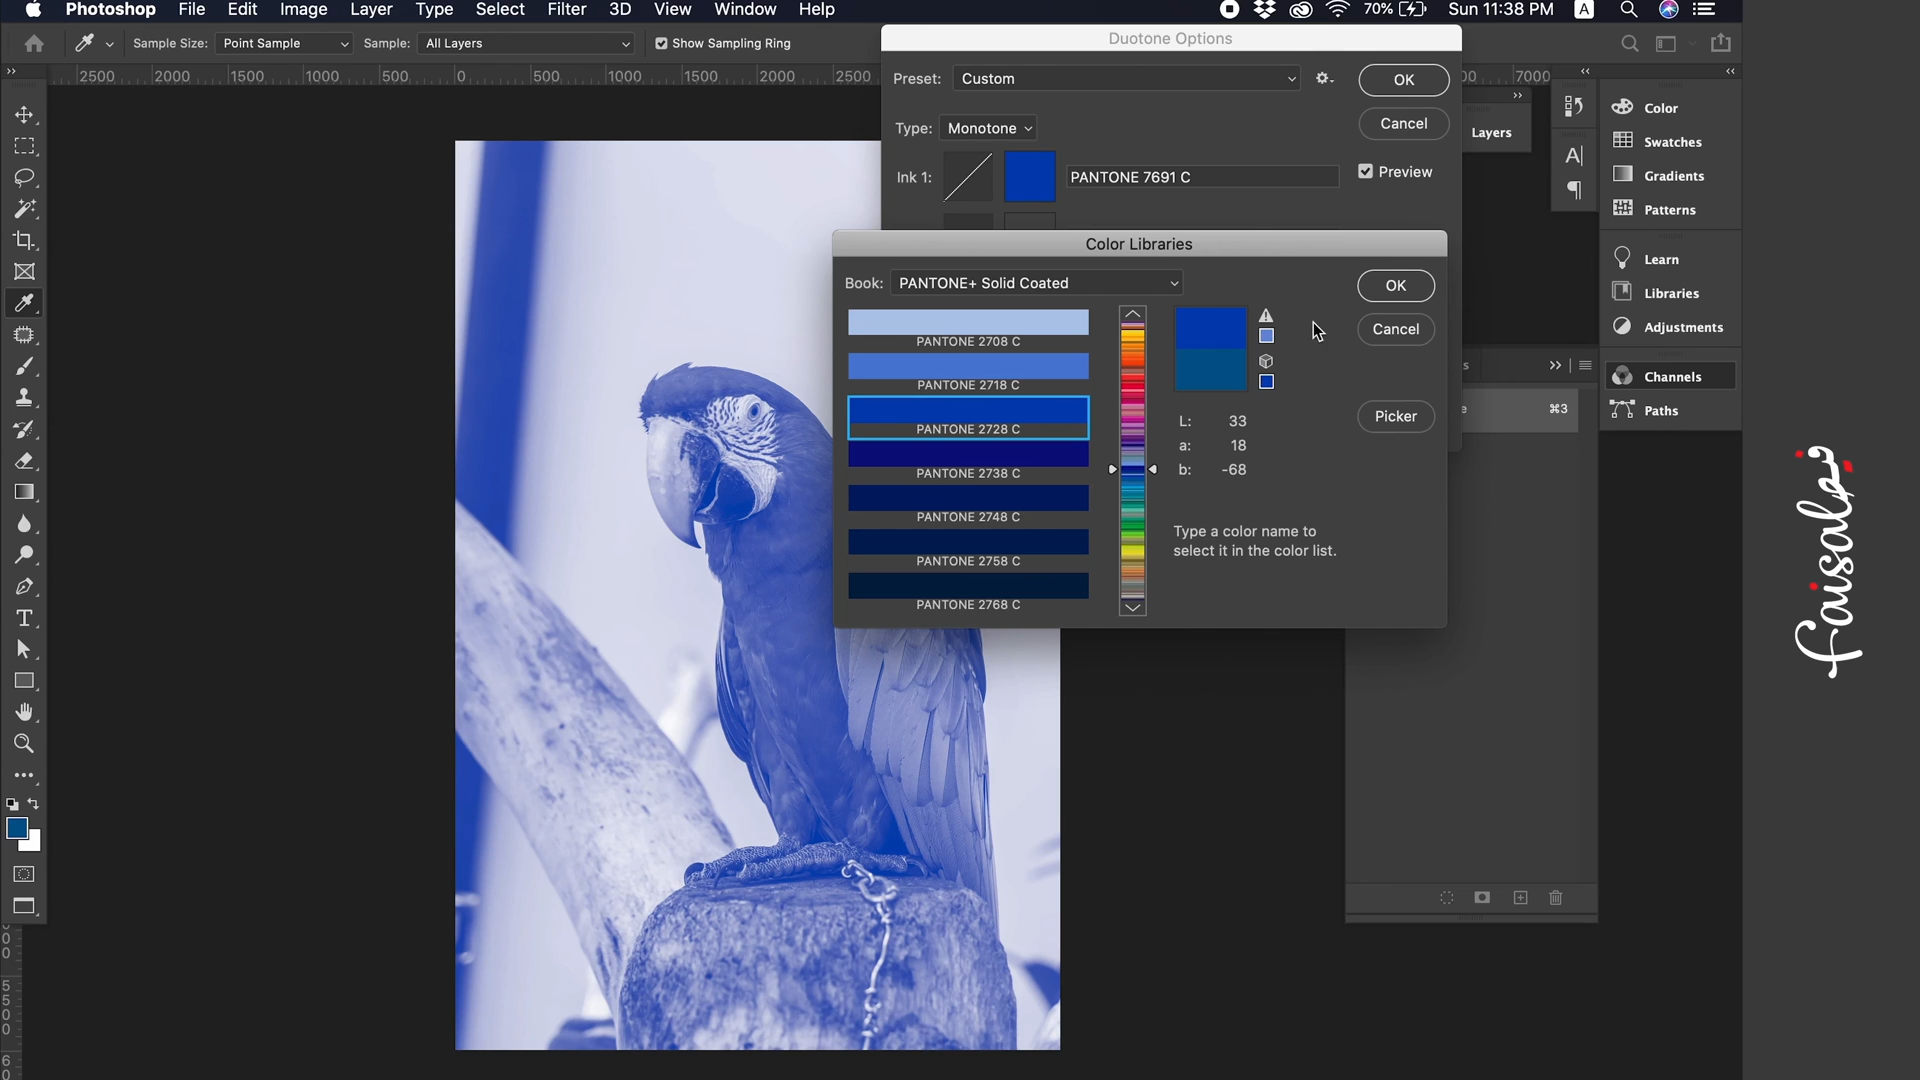 Photoshop File Edit Image Layer Type Select Filter 3D View Window Help 70% Sun 11:38 PM A
Sample Size: Point Sample Sample: All Layers Show Sampling Ring
Duotone Options
2500 2000 1500 1000 500 0 500 1000 1500 2000 2500 7000
Preset: Custom OK
Cancel
Type: Monotone
Ink 1: PANTONE 7691 C Preview
Color Libraries
Book: PANTONE+ Solid Coated OK
Cancel
Picker
PANTONE 2708 C
PANTONE 2718 C
PANTONE 2728 C
PANTONE 2738 C
PANTONE 2748 C
PANTONE 2758 C
PANTONE 2768 C
L: 33
a: 18
b: -68
Type a color name to
select it in the color list.
Layers
⌘3
Color
Swatches
Gradients
Patterns
Learn
Libraries
Adjustments
Channels
Paths